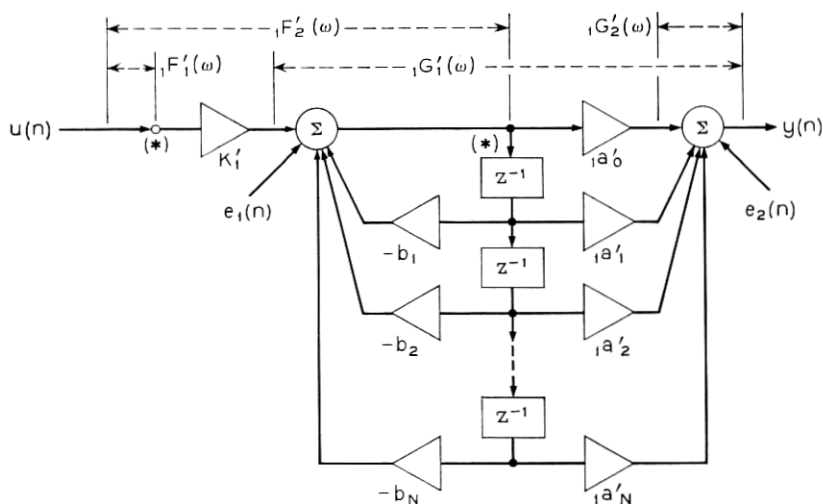 ₁F′₂(ω)
₁G′₂(ω)
₁F′₁(ω)
₁G′₁(ω)
u(n)
(*)
K′₁
Σ
(*)
₁a′₀
Σ
y(n)
e₁(n)
Z⁻¹
e₂(n)
-b₁
₁a′₁
Z⁻¹
-b₂
₁a′₂
Z⁻¹
-b_N
₁a′_N